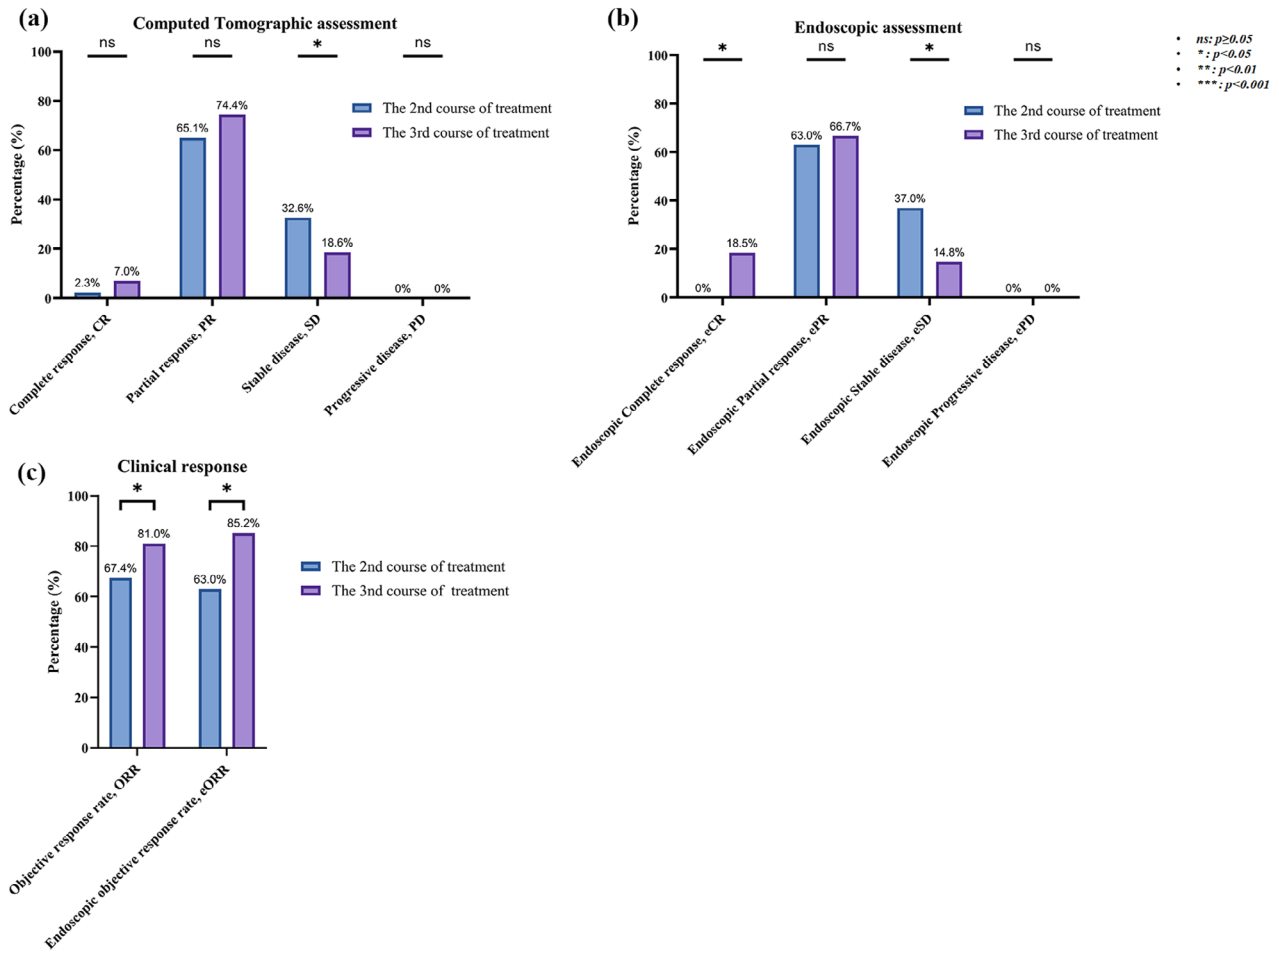 (a)
Computed Tomographic assessment
ns
ns
*
ns
100
80
60
40
20
0
Percentage (%)
The 2nd course of treatment
The 3rd course of treatment
2.3%
7.0%
65.1%
74.4%
32.6%
18.6%
0%
0%
Complete response, CR
Partial response, PR
Stable disease, SD
Progressive disease, PD
(b)
Endoscopic assessment
*
ns
*
ns
100
80
60
40
20
0
Percentage (%)
The 2nd course of treatment
The 3rd course of treatment
0%
18.5%
63.0%
66.7%
37.0%
14.8%
0%
0%
Endoscopic Complete response, eCR
Endoscopic Partial response, ePR
Endoscopic Stable disease, eSD
Endoscopic Progressive disease, ePD
• ns: p≥0.05
• * : p<0.05
• ** : p<0.01
• *** : p<0.001
(c)
Clinical response
*
*
100
80
60
40
20
0
Percentage (%)
67.4%
81.0%
63.0%
85.2%
The 2nd course of treatment
The 3nd course of treatment
Objective response rate, ORR
Endoscopic objective response rate, eORR